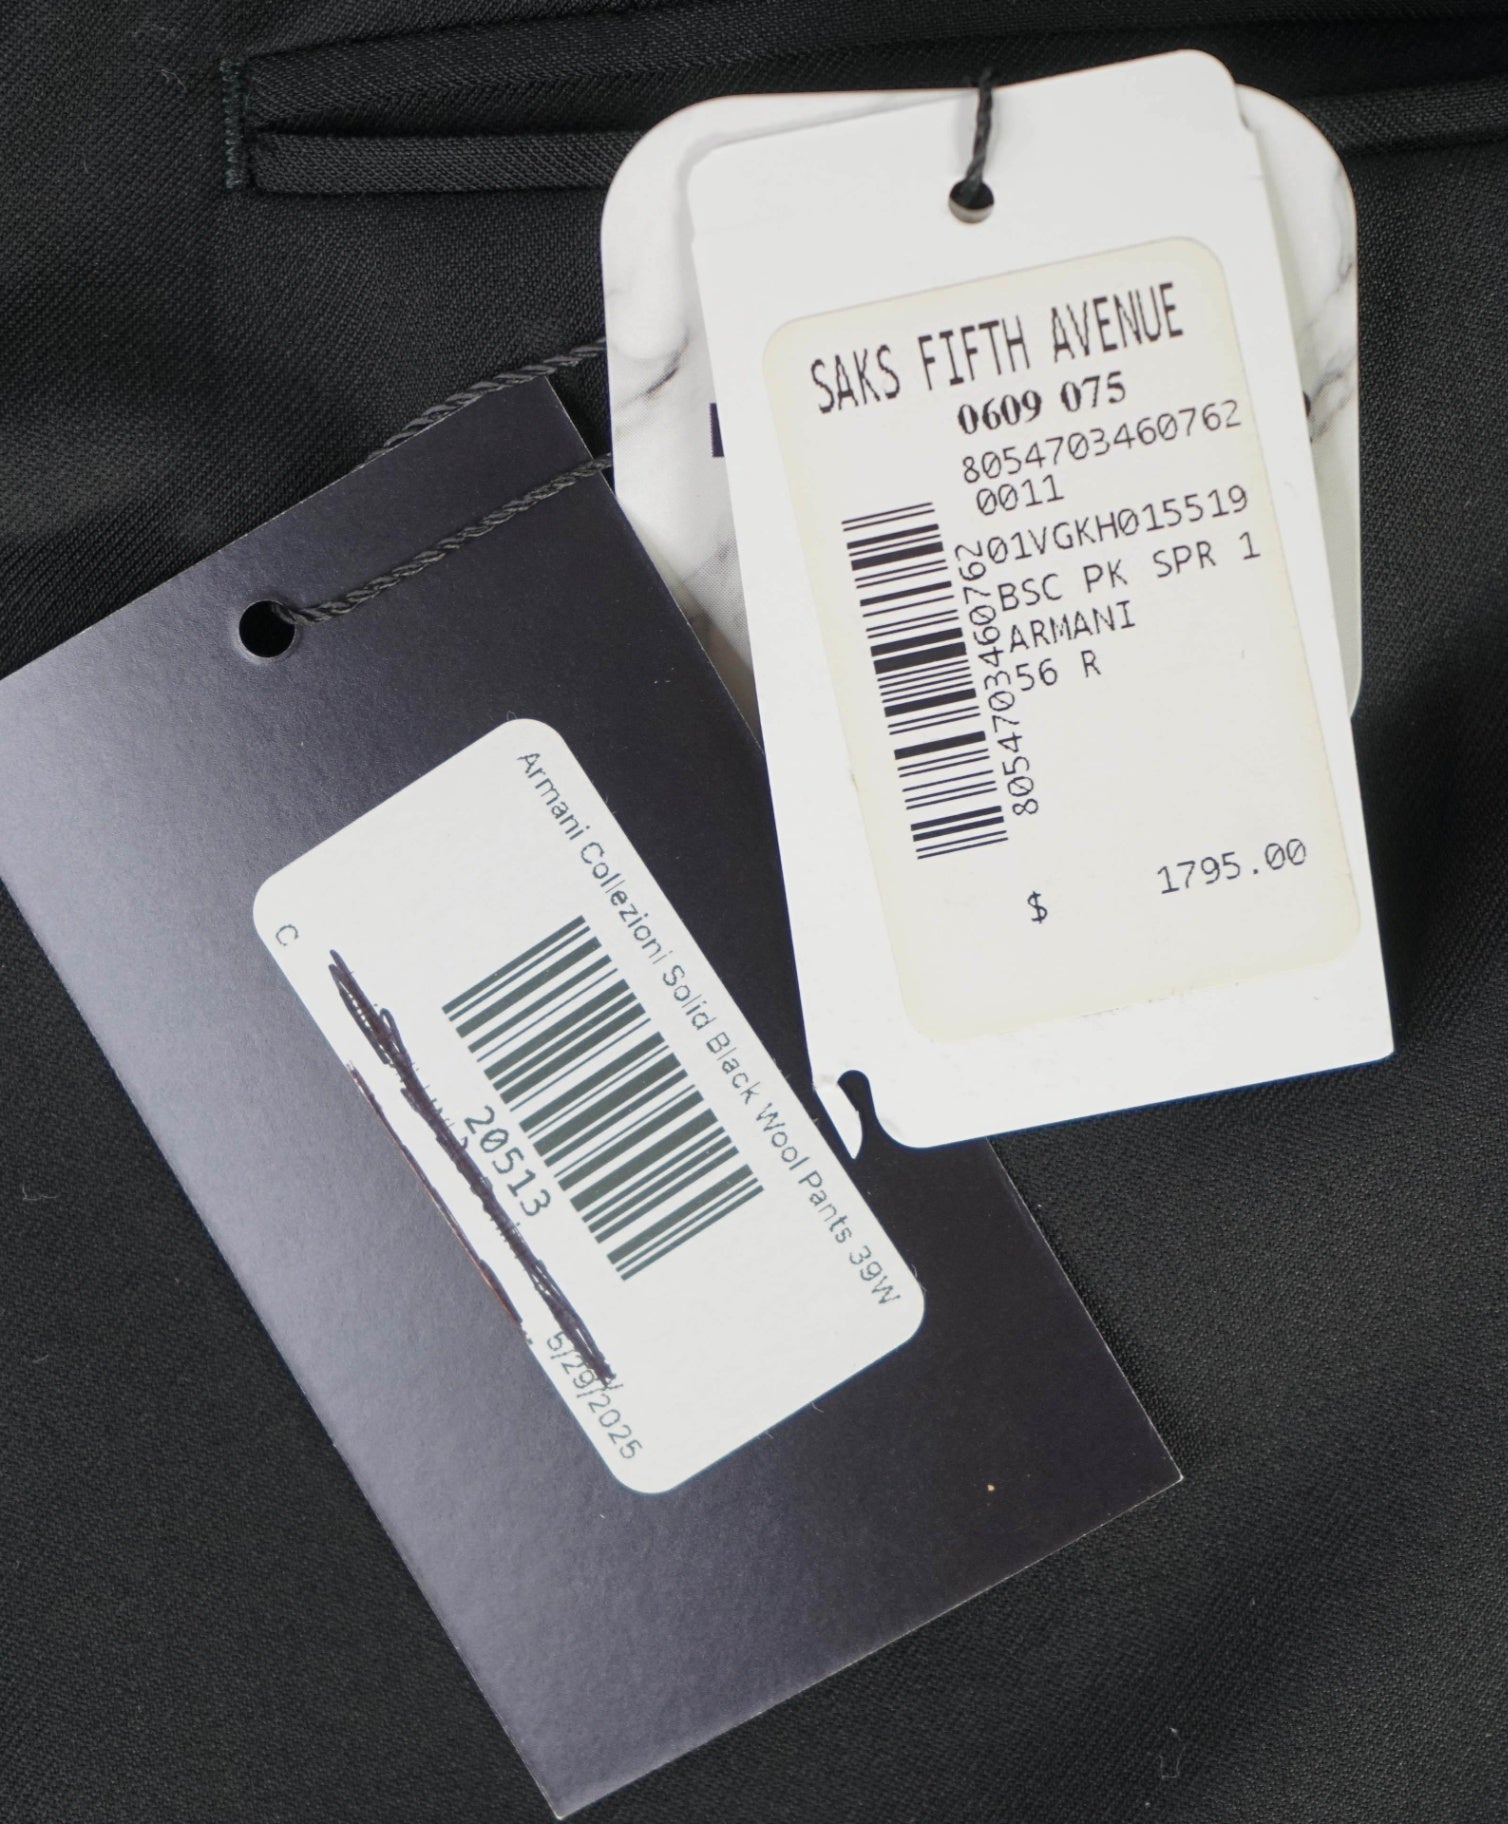 SAKS FIFTH AVENUE
0609 075
8054703460762
0011
01VGKH015519
BSC PK SPR 1
ARMANI
56 R
8054703460762
$ 1795.00
Armani Collezioni Solid Black Wool Pants 39W
20513
C
5/29/2025